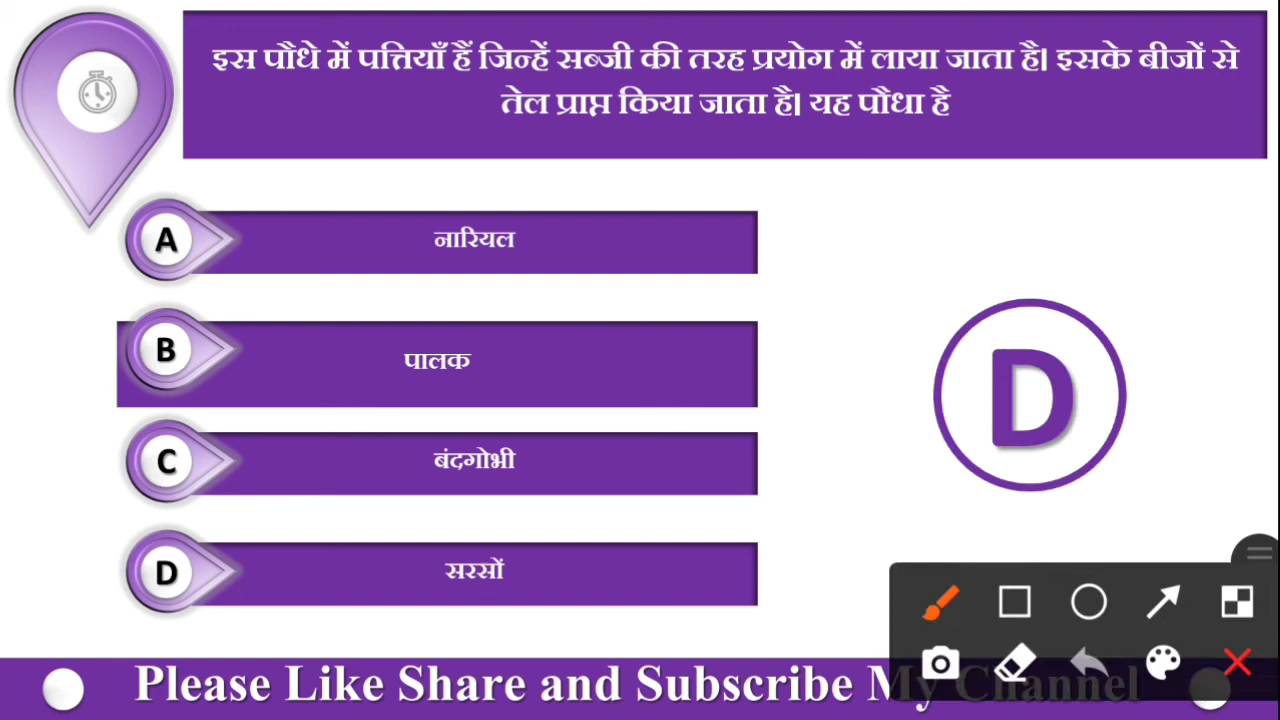 इस पौधे में पत्तियाँ हैं जिन्हें सब्जी की तरह प्रयोग में लाया जाता है। इसके बीजों से
तेल प्राप्त किया जाता है। यह पौधा है
A नारियल
B पालक
C बंदगोभी
D सरसों
D
Please Like Share and Subscribe My Channel